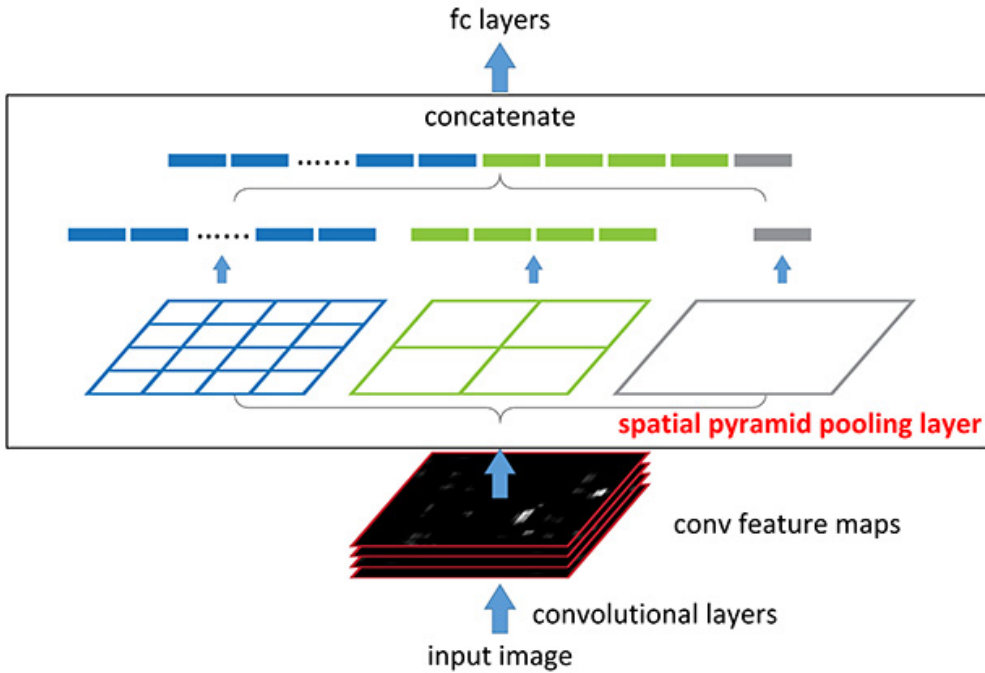 fc layers
concatenate
spatial pyramid pooling layer
conv feature maps
convolutional layers
input image